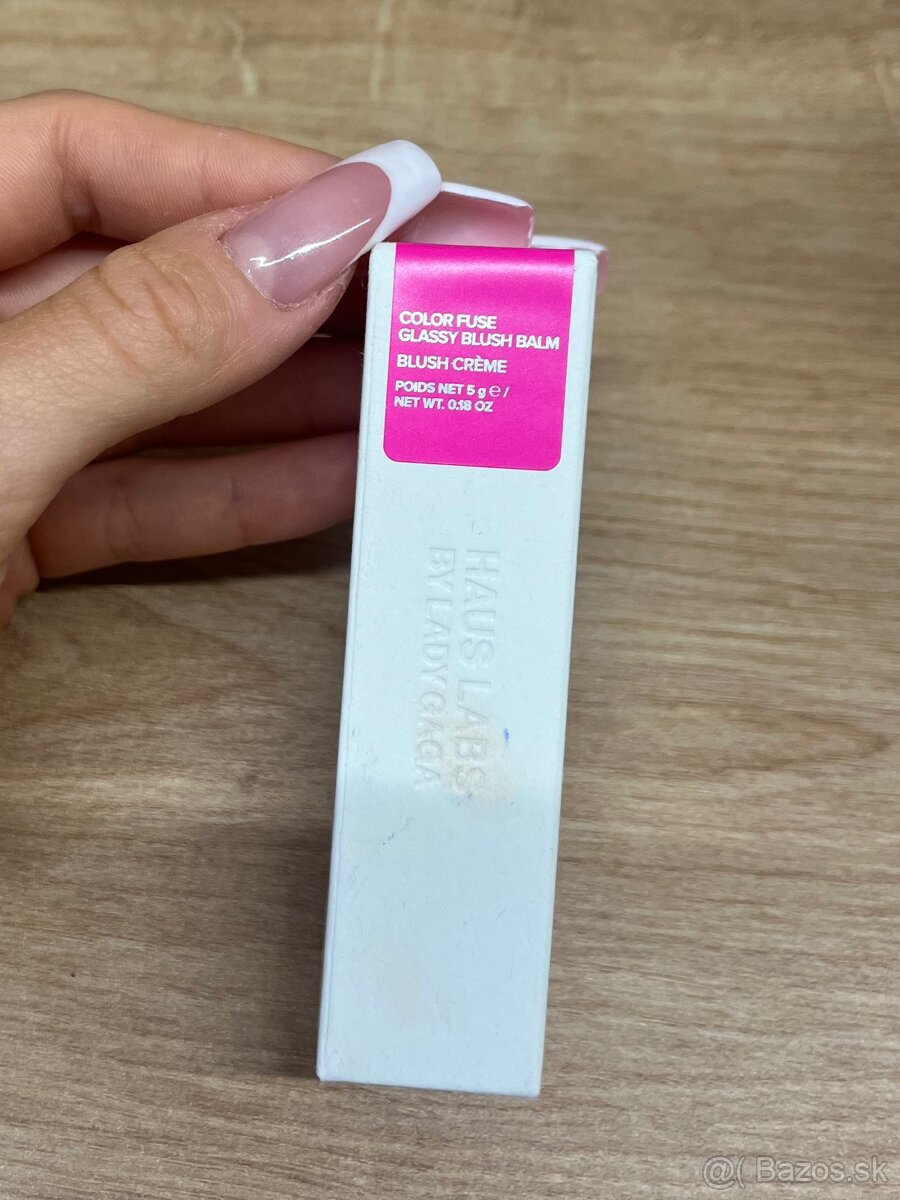 COLOR FUSE
GLASSY BLUSH BALM
BLUSH CRÈME
POIDS NET 5 g ℮ /
NET WT. 0.18 OZ
HAUS LABS
BY LADY GAGA
@( Bazos.sk